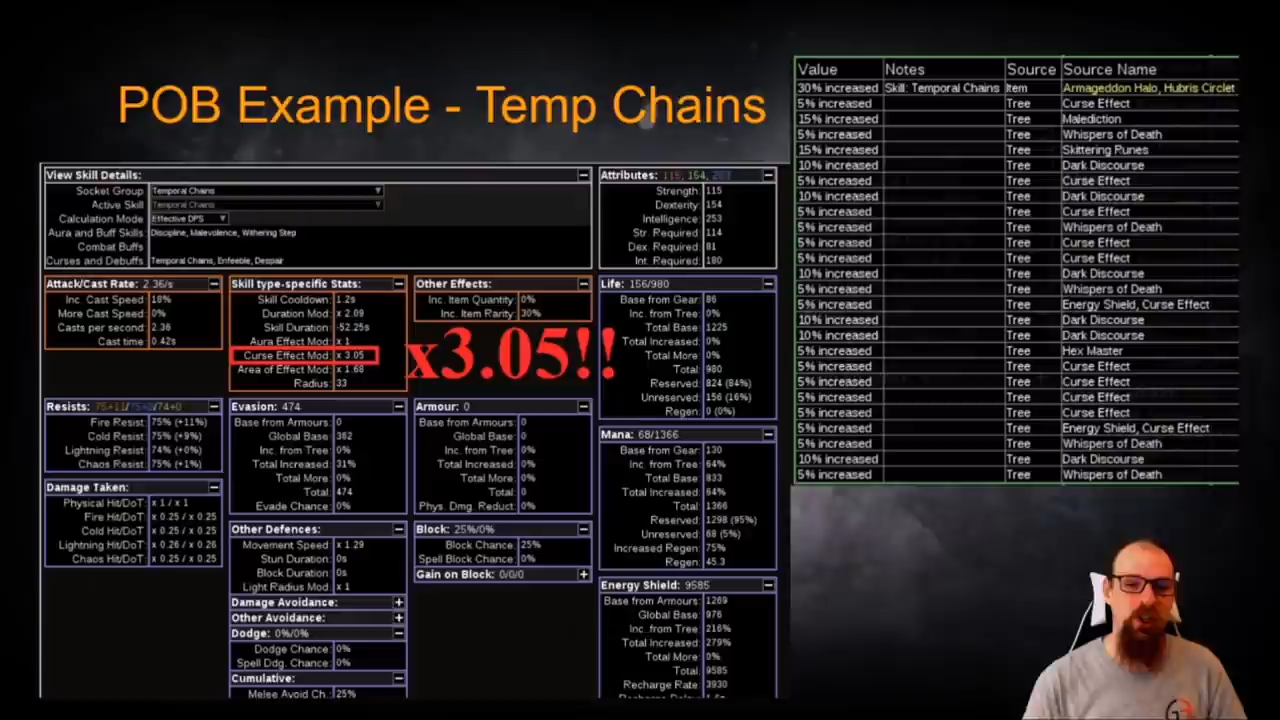 POB Example - Temp Chains
View Skill Details:
Socket Group: Temporal Chains
Active Skill: Temporal Chains
Calculation Mode: Effective DPS
Aura and Buff Skills: Discipline, Malevolence, Withering Step
Combat Buffs:
Curses and Debuffs: Temporal Chains, Enfeeble, Despair
Attack/Cast Rate: 2.36/s
Inc. Cast Speed: 18%
More Cast Speed: 0%
Casts per second: 2.36
Cast time: 0.42s
Skill type-specific Stats:
Skill Cooldown: 1.2s
Duration Mod: x 2.09
Skill Duration: -52.25s
Aura Effect Mod: x 1
Curse Effect Mod: x 3.05
Area of Effect Mod: x 1.68
Radius: 33
Other Effects:
Inc. Item Quantity: 0%
Inc. Item Rarity: 30%
x3.05!!
Resists:
Fire Resist: 75% (+11%)
Cold Resist: 75% (+9%)
Lightning Resist: 74% (+0%)
Chaos Resist: 75% (+1%)
Damage Taken:
Physical Hit/DoT: x 1 / x 1
Fire Hit/DoT: x 0.25 / x 0.25
Cold Hit/DoT: x 0.25 / x 0.25
Lightning Hit/DoT: x 0.26 / x 0.26
Chaos Hit/DoT: x 0.25 / x 0.25
Evasion: 474
Base from Armours: 0
Global Base: 362
Inc. from Tree: 0%
Total Increased: 31%
Total More: 0%
Total: 474
Evade Chance: 0%
Other Defences:
Movement Speed: x 1.29
Stun Duration: 0s
Block Duration: 0s
Light Radius Mod: x 1
Damage Avoidance:
Other Avoidance:
Dodge: 0%/0%
Dodge Chance: 0%
Spell Ddg. Chance: 0%
Cumulative:
Melee Avoid Ch.: 25%
Armour: 0
Base from Armours: 0
Global Base: 0
Inc. from Tree: 0%
Total Increased: 0%
Total More: 0%
Total: 0
Phys. Dmg. Reduct: 0%
Block: 25%/0%
Block Chance: 25%
Spell Block Chance: 0%
Gain on Block: 0/0/0
Attributes: 115, 154,
Strength: 115
Dexterity: 154
Intelligence: 253
Str. Required: 114
Dex. Required: 81
Int. Required: 180
Life: 156/980
Base from Gear: 86
Inc. from Tree: 0%
Total Base: 1225
Total Increased: 0%
Total More: 0%
Total: 980
Reserved: 824 (84%)
Unreserved: 156 (16%)
Regen: 0 (0%)
Mana: 68/1366
Base from Gear: 130
Inc. from Tree: 64%
Total Base: 833
Total Increased: 64%
Total: 1366
Reserved: 1298 (95%)
Unreserved: 68 (5%)
Increased Regen: 75%
Regen: 45.3
Energy Shield: 9585
Base from Armours: 1269
Global Base: 976
Inc. from Tree: 216%
Total Increased: 279%
Total More: 0%
Total: 9585
Recharge Rate: 3930
Value Notes Source Source Name
30% increased Skill: Temporal Chains Item Armageddon Halo, Hubris Circlet
5% increased Tree Curse Effect
15% increased Tree Malediction
5% increased Tree Whispers of Death
15% increased Tree Skittering Runes
10% increased Tree Dark Discourse
5% increased Tree Curse Effect
10% increased Tree Dark Discourse
5% increased Tree Curse Effect
5% increased Tree Whispers of Death
5% increased Tree Curse Effect
5% increased Tree Curse Effect
10% increased Tree Dark Discourse
5% increased Tree Whispers of Death
5% increased Tree Energy Shield, Curse Effect
10% increased Tree Dark Discourse
10% increased Tree Dark Discourse
5% increased Tree Hex Master
5% increased Tree Curse Effect
5% increased Tree Curse Effect
5% increased Tree Curse Effect
5% increased Tree Curse Effect
5% increased Tree Energy Shield, Curse Effect
5% increased Tree Whispers of Death
10% increased Tree Dark Discourse
5% increased Tree Whispers of Death